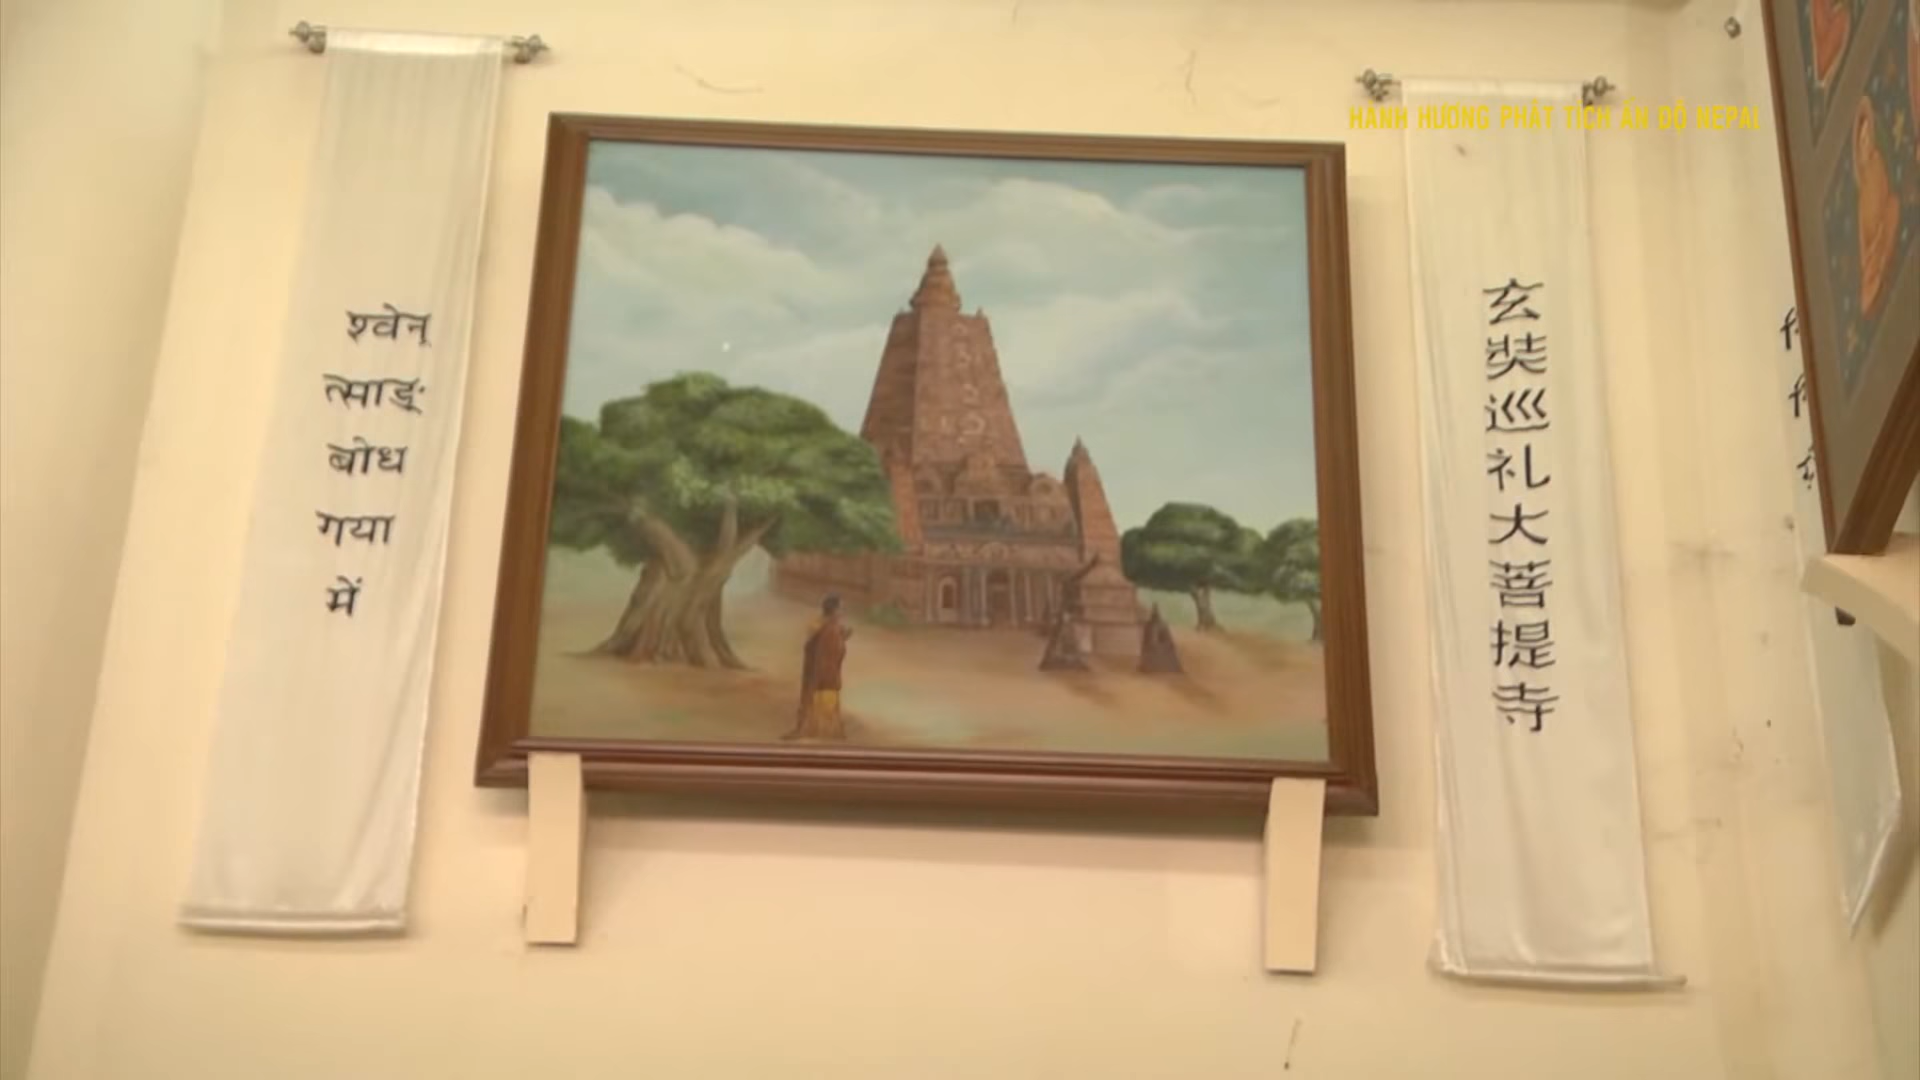 श्वेन्
त्साङ्ः
बोध
गया
में
HÀNH HƯƠNG PHẬT TÍCH ẤN ĐỘ NEPAL
玄奘巡礼大菩提寺